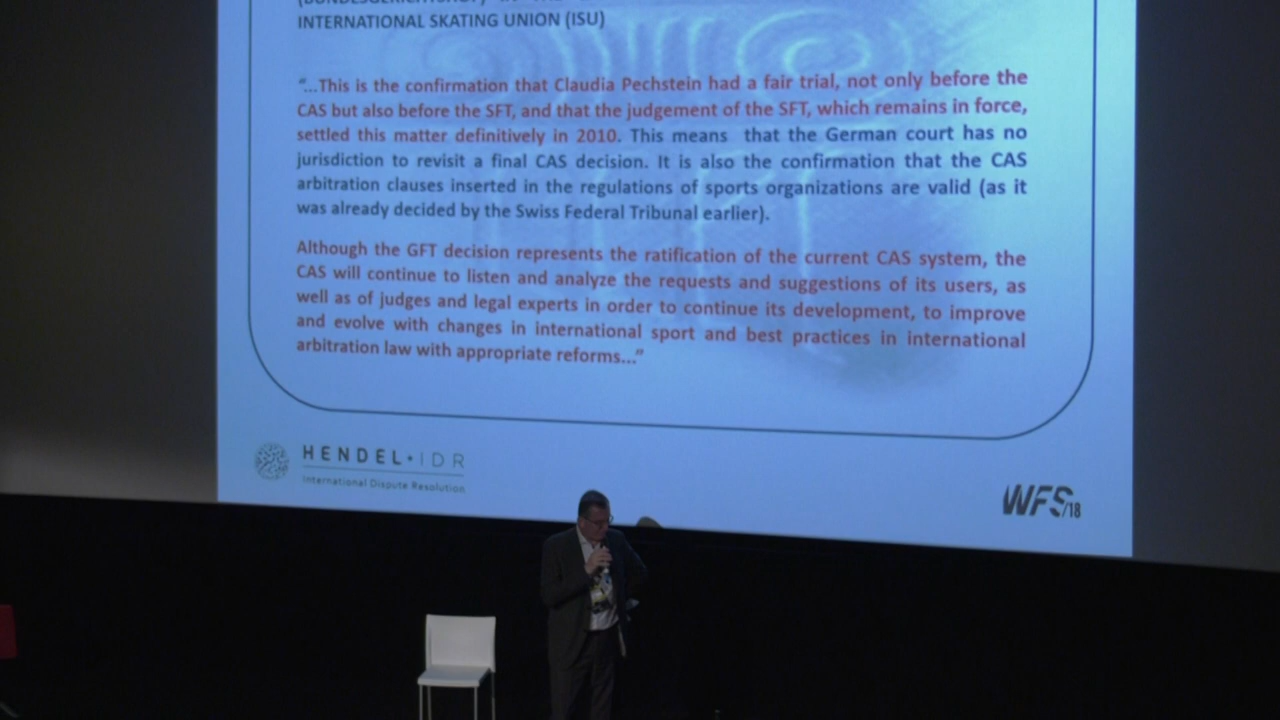 INTERNATIONAL SKATING UNION (ISU)
"...This is the confirmation that Claudia Pechstein had a fair trial, not only before the
CAS but also before the SFT, and that the judgement of the SFT, which remains in force,
settled this matter definitively in 2010. This means that the German court has no
jurisdiction to revisit a final CAS decision. It is also the confirmation that the CAS
arbitration clauses inserted in the regulations of sports organizations are valid (as it
was already decided by the Swiss Federal Tribunal earlier).
Although the GFT decision represents the ratification of the current CAS system, the
CAS will continue to listen and analyze the requests and suggestions of its users, as
well as of judges and legal experts in order to continue its development, to improve
and evolve with changes in international sport and best practices in international
arbitration law with appropriate reforms..."
HENDEL • IDR
International Dispute Resolution
WFS/18